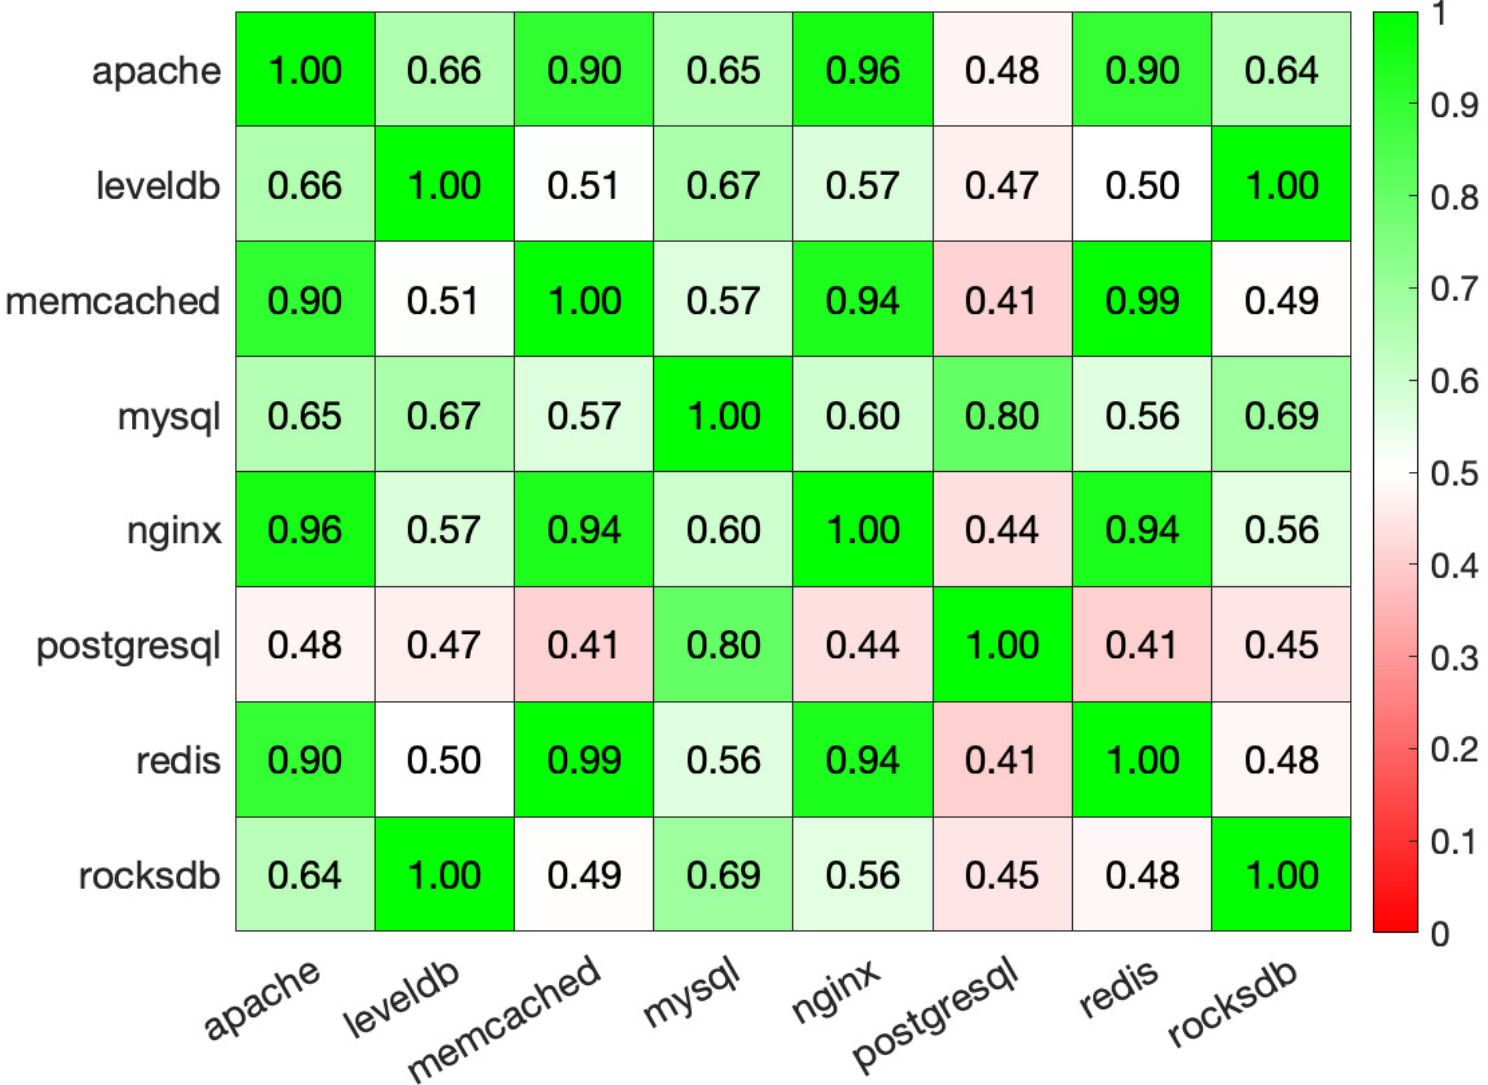 apache 1.00 0.66 0.90 0.65 0.96 0.48 0.90 0.64
leveldb 0.66 1.00 0.51 0.67 0.57 0.47 0.50 1.00
memcached 0.90 0.51 1.00 0.57 0.94 0.41 0.99 0.49
mysql 0.65 0.67 0.57 1.00 0.60 0.80 0.56 0.69
nginx 0.96 0.57 0.94 0.60 1.00 0.44 0.94 0.56
postgresql 0.48 0.47 0.41 0.80 0.44 1.00 0.41 0.45
redis 0.90 0.50 0.99 0.56 0.94 0.41 1.00 0.48
rocksdb 0.64 1.00 0.49 0.69 0.56 0.45 0.48 1.00
apache leveldb memcached mysql nginx postgresql redis rocksdb
1
0.9
0.8
0.7
0.6
0.5
0.4
0.3
0.2
0.1
0